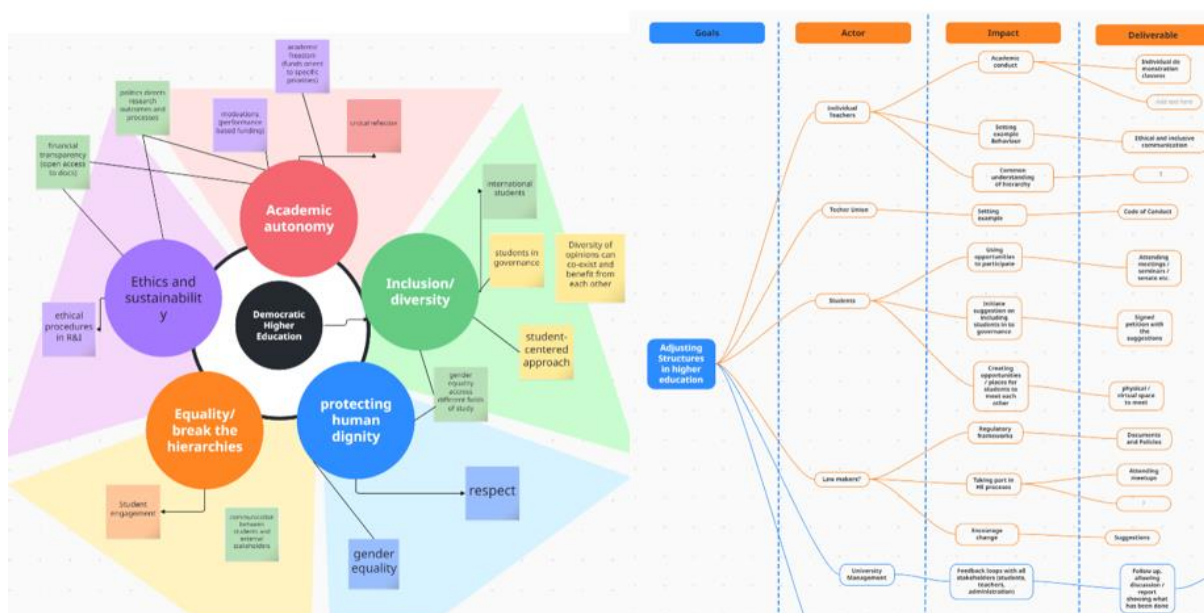 academic
freedom
(funds orient
to specific
priorities)
politics directs
research
outcomes and
processes
motivations
(performance
based funding)
critical reflection
financial
transparency
(open access
to docs)
Academic
autonomy
international
students
students in
governance
Diversity of
opinions can
co-exist and
benefit from
each other
Ethics and
sustainabilit
y
Inclusion/
diversity
Democratic
Higher
Education
ethical
procedures
in R&I
student-
centered
approach
gender
equality
accross
different fields
of study
Equality/
break the
hierarchies
protecting
human
dignity
respect
Student
engagement
communication
between
students and
external
stakeholders
gender
equality
Goals
Actor
Impact
Deliverable
Adjusting
Structures
in higher
education
Individual
Teachers
Academic
conduct
Individual de
monstration
classes
Add text here
Setting
example
Behaviour
Ethical and inclusive
communication
Common
understanding
of hierarchy
?
Techer Union
Setting
example
Code of Conduct
Students
Using
opportunities
to participate
Attending
meetings /
seminars /
senate etc.
Initiate
suggestion on
including
students in to
governance
Signed
petition with
the
suggestions
Creating
opportunities
/ places for
students to
meet each
other
physical /
virtual space
to meet
Law makers?
Regulatory
frameworks
Documents
and Policies
Taking part in
HE processes
Attending
meetups
?
Encourage
change
Suggestions
University
Management
Feedback loops with all
stakeholders (students,
teachers,
administration)
Follow up,
allowing
discussion /
report
showing what
has been done